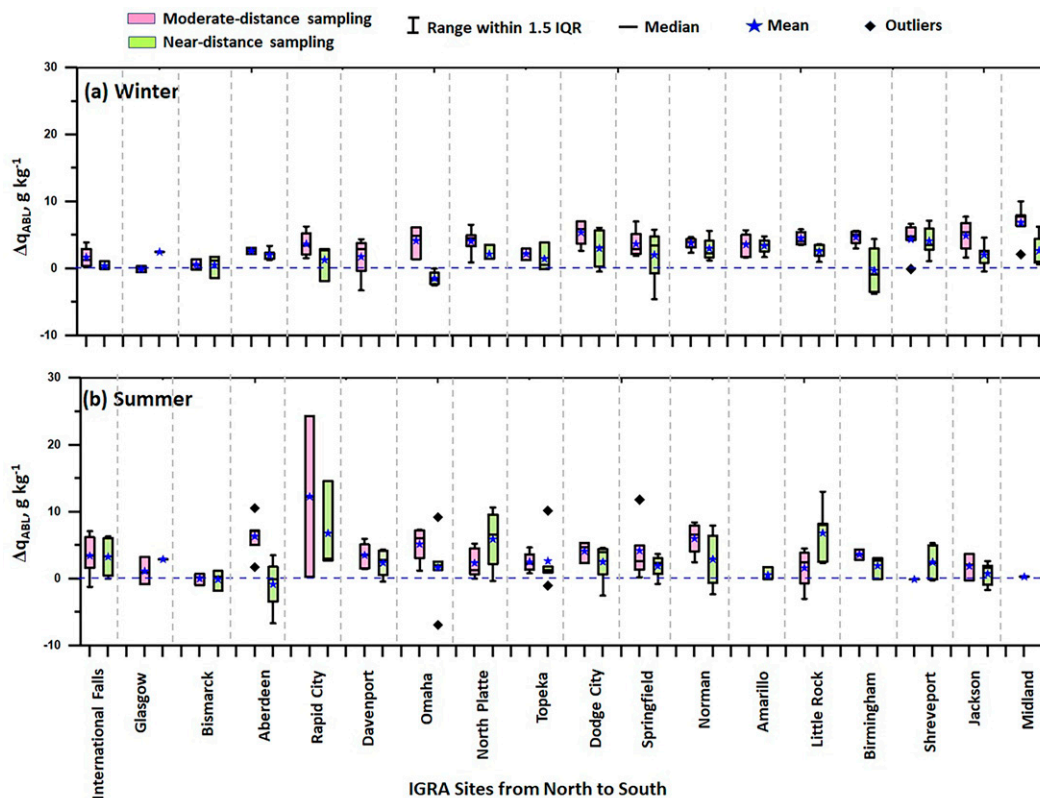 Moderate-distance sampling
Near-distance sampling
Range within 1.5 IQR
Median
Mean
Outliers
(a) Winter
30
20
10
0
-10
ΔqABL, g kg-1
(b) Summer
30
20
10
0
-10
ΔqABL, g kg-1
International Falls
Glasgow
Bismarck
Aberdeen
Rapid City
Davenport
Omaha
North Platte
Topeka
Dodge City
Springfield
Norman
Amarillo
Little Rock
Birmingham
Shreveport
Jackson
Midland
IGRA Sites from North to South